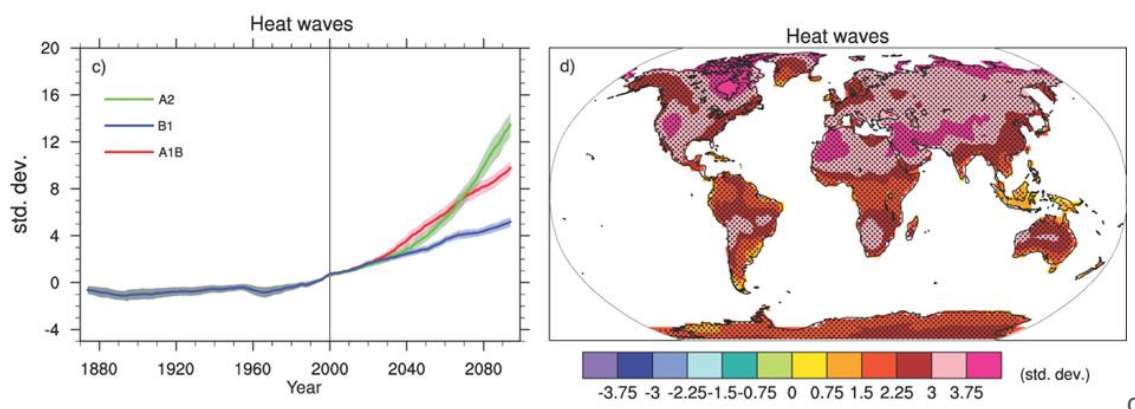 Heat waves
c)
std. dev.
20
16
12
8
4
0
-4
A2
B1
A1B
1880 1920 1960 2000 2040 2080
Year
Heat waves
d)
-3.75 -3 -2.25 -1.5 -0.75 0 0.75 1.5 2.25 3 3.75
(std. dev.)